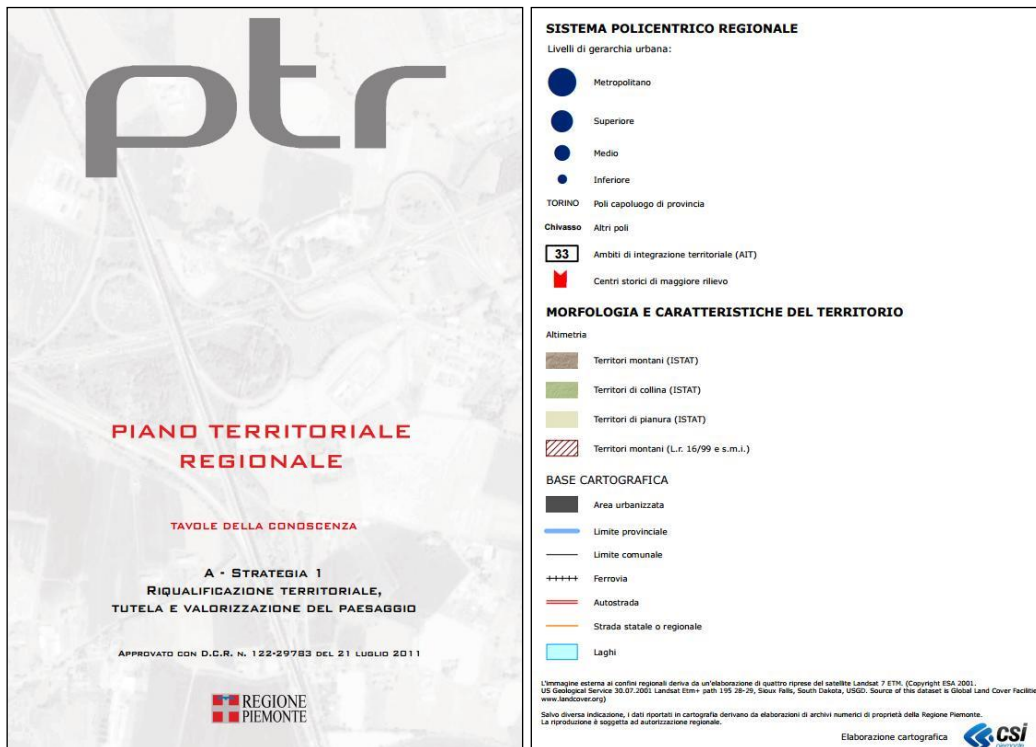 ptr
PIANO TERRITORIALE
REGIONALE
TAVOLE DELLA CONOSCENZA
A - STRATEGIA 1
RIQUALIFICAZIONE TERRITORIALE,
TUTELA E VALORIZZAZIONE DEL PAESAGGIO
APPROVATO CON D.C.R. N. 122-29783 DEL 21 LUGLIO 2011
REGIONE
PIEMONTE
SISTEMA POLICENTRICO REGIONALE
Livelli di gerarchia urbana:
Metropolitano
Superiore
Medio
Inferiore
TORINO Poli capoluogo di provincia
Chivasso Altri poli
33 Ambiti di integrazione territoriale (AIT)
Centri storici di maggiore rilievo
MORFOLOGIA E CARATTERISTICHE DEL TERRITORIO
Altimetria
Territori montani (ISTAT)
Territori di collina (ISTAT)
Territori di pianura (ISTAT)
Territori montani (L.r. 16/99 e s.m.i.)
BASE CARTOGRAFICA
Area urbanizzata
Limite provinciale
Limite comunale
Ferrovia
Autostrada
Strada statale o regionale
Laghi
L'immagine esterna ai confini regionali deriva da un'elaborazione di quattro riprese del satellite Landsat 7 ETM. (Copyright ESA 2001.
US Geological Service 30.07.2001 Landsat Etm+ path 195 28-29, Sioux Falls, South Dakota, USGD. Source of this dataset is Global Land Cover Facilitie
www.landcover.org)
Salvo diversa indicazione, i dati riportati in cartografia derivano da elaborazioni di archivi numerici di proprietà della Regione Piemonte.
La riproduzione è soggetta ad autorizzazione regionale.
Elaborazione cartografica csi
piemonte